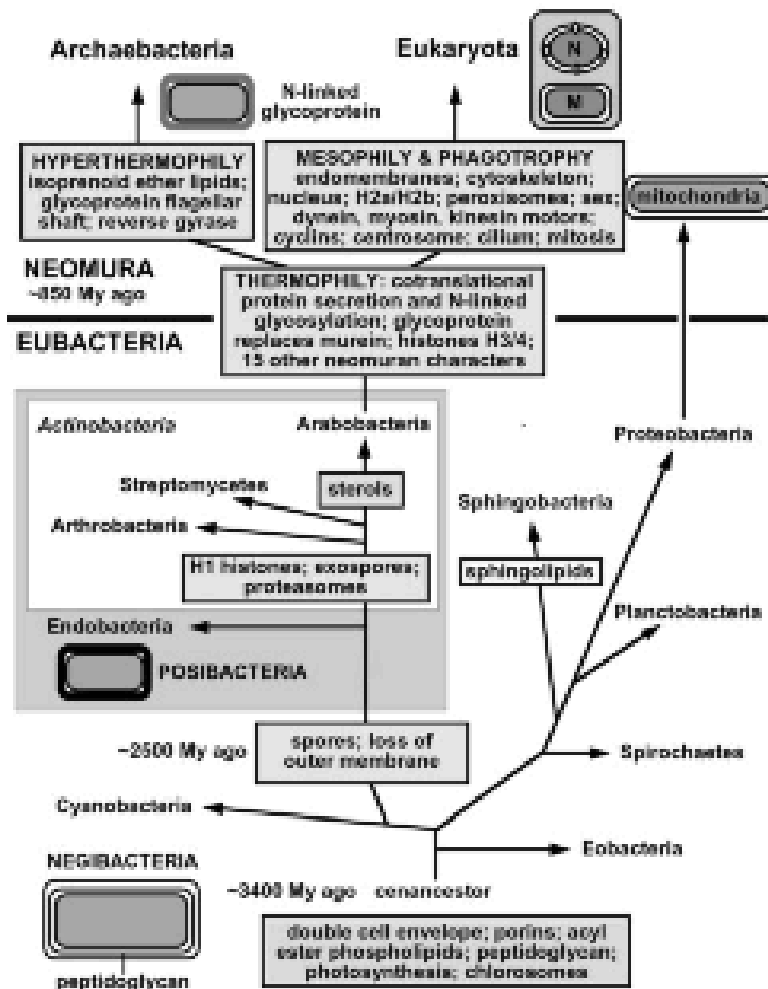 Archaebacteria
Eukaryota
N
M
N-linked
glycoprotein
HYPERTHERMOPHILY
isoprenoid ether lipids;
glycoprotein flagellar
shaft; reverse gyrase
MESOPHILY & PHAGOTROPHY
endomembranes; cytoskeleton;
nucleus; H2a/H2b; peroxisomes; sex;
dynein, myosin, kinesin motors;
cyclins; centrosome; cilium; mitosis
mitochondria
NEOMURA
~850 My ago
THERMOPHILY: cotranslational
protein secretion and N-linked
glycosylation; glycoprotein
replaces murein; histones H3/4;
15 other neomuran characters
EUBACTERIA
Actinobacteria
Arabobacteria
Proteobacteria
sterols
Streptomycetes
Sphingobacteria
Arthrobacteria
H1 histones; exospores;
proteasomes
sphingolipids
Planctobacteria
Endobacteria
POSIBACTERIA
~2500 My ago
spores; loss of
outer membrane
Spirochaetes
Cyanobacteria
Eobacteria
NEGIBACTERIA
~3400 My ago cenancestor
double cell envelope; porins; acyl
ester phospholipids; peptidoglycan;
photosynthesis; chlorosomes
peptidoglycan